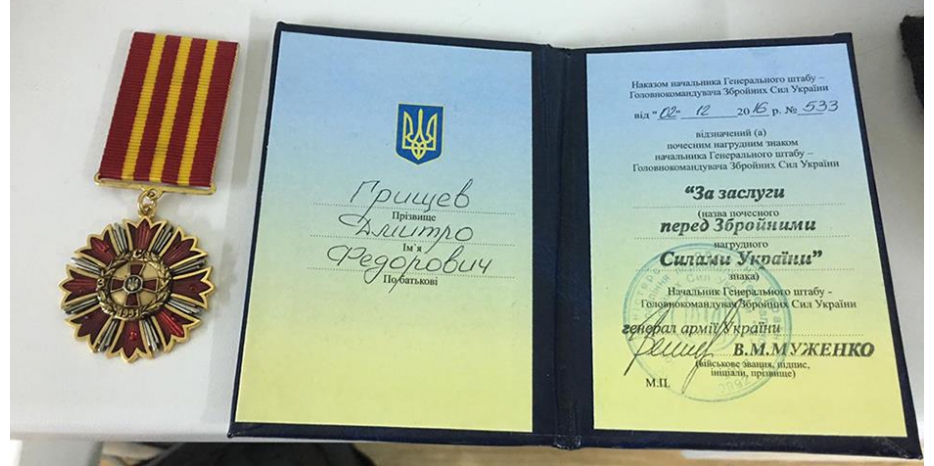 1991
Грищев
Прізвище
Дмитро
Ім'я
Федорович
По батькові
Наказом начальника Генерального штабу –
Головнокомандувача Збройних Сил України
від "02" 12 2016 р. № 533
відзначений (а)
почесним нагрудним знаком
начальника Генерального штабу –
Головнокомандувача Збройних Сил України
"За заслуги
(назва почесного
перед Збройними
нагрудного
Силами України"
знака)
Начальник Генерального штабу -
Головнокомандувач Збройних Сил України
генерал армії України
В.М.МУЖЕНКО
(військове звання, підпис,
ініціали, прізвище)
М.П.